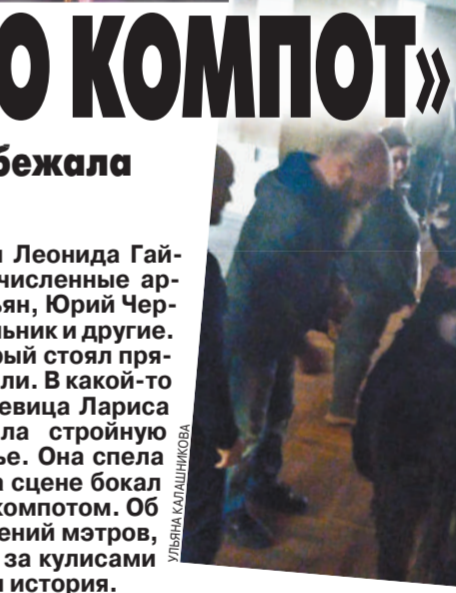 О КОМПОТ»
бежала
и Леонида Гай-
численные ар-
ьян, Юрий Чер-
льник и другие.
рый стоял пря-
ли. В какой-то
евица Лариса
ла стройную
ье. Она спела
а сцене бокал
компотом. Об
ений мэтров,
за кулисами
и история.
УЛЬЯНА КАЛАШНИКОВА